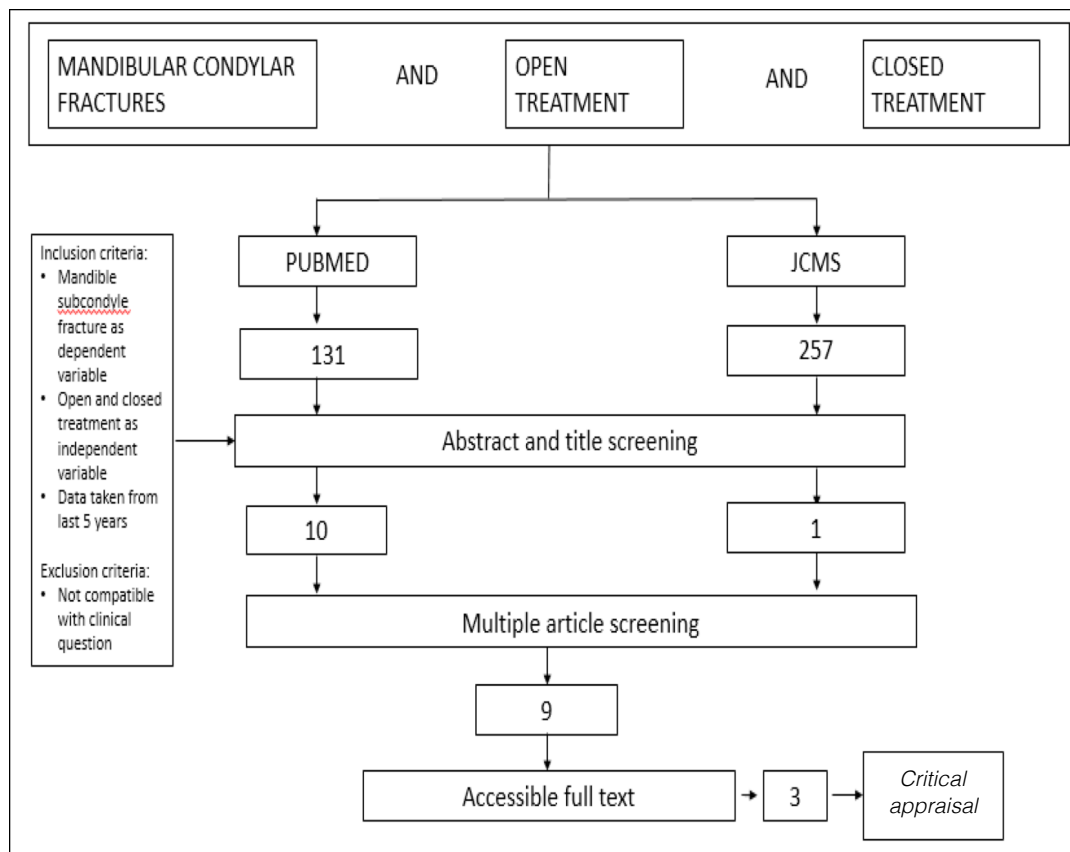 MANDIBULAR CONDYLAR
FRACTURES
AND
OPEN
TREATMENT
AND
CLOSED
TREATMENT
Inclusion criteria:
• Mandible
subcondyle
fracture as
dependent
variable
• Open and closed
treatment as
independent
variable
• Data taken from
last 5 years
Exclusion criteria:
• Not compatible
with clinical
question
PUBMED
JCMS
131
257
Abstract and title screening
10
1
Multiple article screening
9
Accessible full text
3
Critical
appraisal